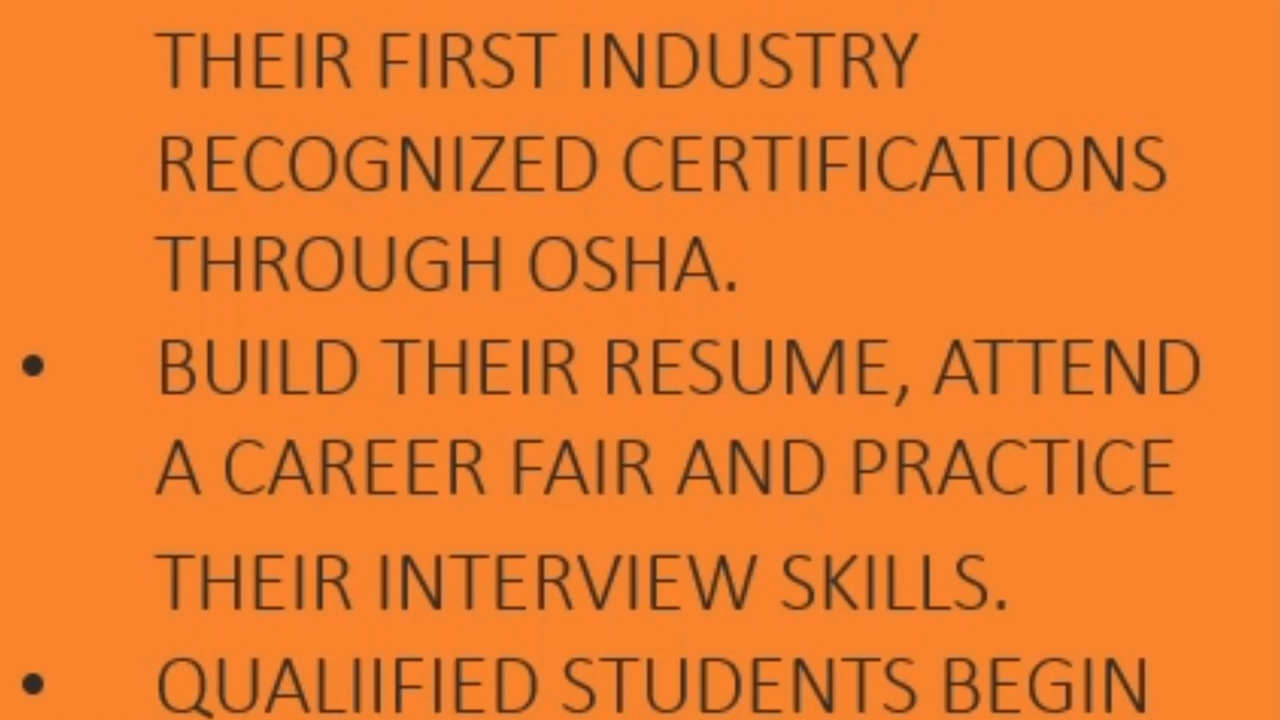 THEIR FIRST INDUSTRY
RECOGNIZED CERTIFICATIONS
THROUGH OSHA.
• BUILD THEIR RESUME, ATTEND
A CAREER FAIR AND PRACTICE
THEIR INTERVIEW SKILLS.
• QUALIIFIED STUDENTS BEGIN